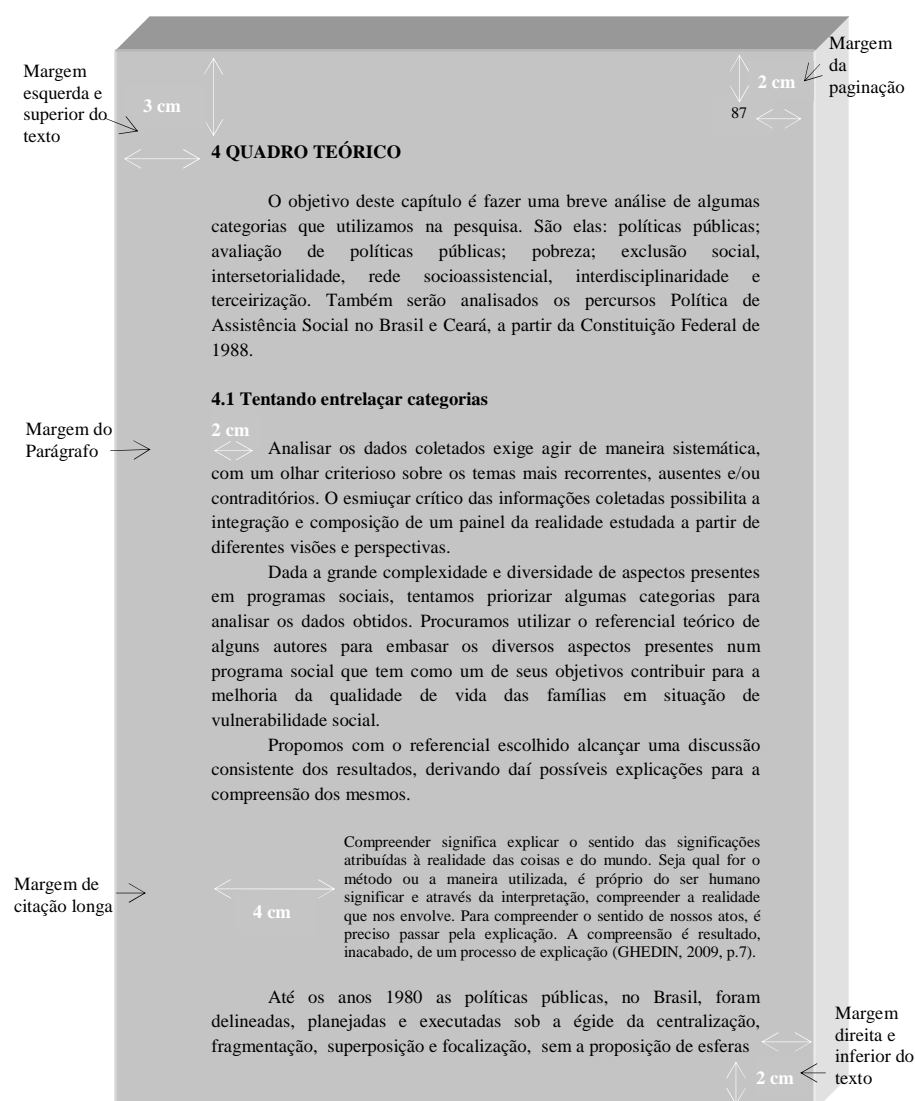 Margem
da
paginação
Margem
esquerda e
superior do
texto
3 cm
2 cm
87
4 QUADRO TEÓRICO
O objetivo deste capítulo é fazer uma breve análise de algumas
categorias que utilizamos na pesquisa. São elas: políticas públicas;
avaliação de políticas públicas; pobreza; exclusão social,
intersetorialidade, rede socioassistencial, interdisciplinaridade e
terceirização. Também serão analisados os percursos Política de
Assistência Social no Brasil e Ceará, a partir da Constituição Federal de
1988.
4.1 Tentando entrelaçar categorias
Margem do
Parágrafo
2 cm
Analisar os dados coletados exige agir de maneira sistemática,
com um olhar criterioso sobre os temas mais recorrentes, ausentes e/ou
contraditórios. O esmiuçar crítico das informações coletadas possibilita a
integração e composição de um painel da realidade estudada a partir de
diferentes visões e perspectivas.
Dada a grande complexidade e diversidade de aspectos presentes
em programas sociais, tentamos priorizar algumas categorias para
analisar os dados obtidos. Procuramos utilizar o referencial teórico de
alguns autores para embasar os diversos aspectos presentes num
programa social que tem como um de seus objetivos contribuir para a
melhoria da qualidade de vida das famílias em situação de
vulnerabilidade social.
Propomos com o referencial escolhido alcançar uma discussão
consistente dos resultados, derivando daí possíveis explicações para a
compreensão dos mesmos.
Margem de
citação longa
4 cm
Compreender significa explicar o sentido das significações
atribuídas à realidade das coisas e do mundo. Seja qual for o
método ou a maneira utilizada, é próprio do ser humano
significar e através da interpretação, compreender a realidade
que nos envolve. Para compreender o sentido de nossos atos, é
preciso passar pela explicação. A compreensão é resultado,
inacabado, de um processo de explicação (GHEDIN, 2009, p.7).
Até os anos 1980 as políticas públicas, no Brasil, foram
delineadas, planejadas e executadas sob a égide da centralização,
fragmentação, superposição e focalização, sem a proposição de esferas
Margem
direita e
inferior do
texto
2 cm